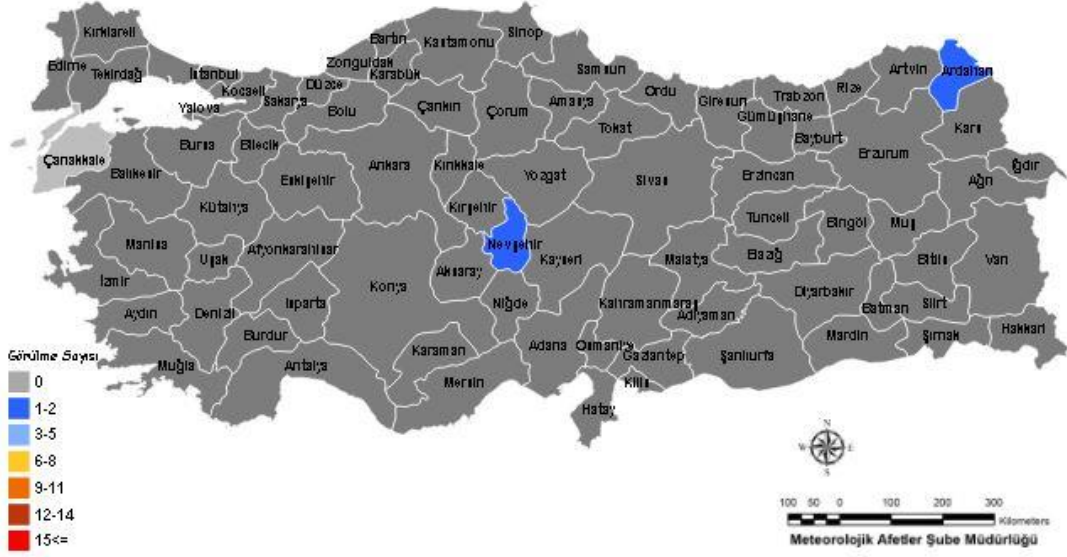 Kırklareli
Edirne
Tekirdağ
İstanbul
Kocaeli
Yalova
Sakarya
Düzce
Zonguldak
Bartın
Karabük
Kastamonu
Sinop
Samsun
Bolu
Çankırı
Çorum
Amasya
Ordu
Giresun
Trabzon
Rize
Artvin
Ardahan
Gümüşhane
Bayburt
Tokat
Kars
Erzurum
Iğdır
Ağrı
Çanakkale
Balıkesir
Bursa
Bilecik
Eskişehir
Ankara
Kırıkkale
Yozgat
Sivas
Erzincan
Kütahya
Kırşehir
Tunceli
Bingöl
Muş
Manisa
Uşak
Afyonkarahisar
Nevşehir
Kayseri
Malatya
Elazığ
Bitlis
Van
Aksaray
İzmir
Konya
Niğde
Kahramanmaraş
Diyarbakır
Batman
Siirt
Aydın
Denizli
Isparta
Adıyaman
Burdur
Mardin
Şırnak
Hakkari
Karaman
Adana
Osmaniye
Gaziantep
Şanlıurfa
Muğla
Antalya
Mersin
Kilis
Hatay
Görülme Sayısı
0
1-2
3-5
6-8
9-11
12-14
15<=
N
W E
S
100 50 0 100 200 300
Kilometers
Meteorolojik Afetler Şube Müdürlüğü